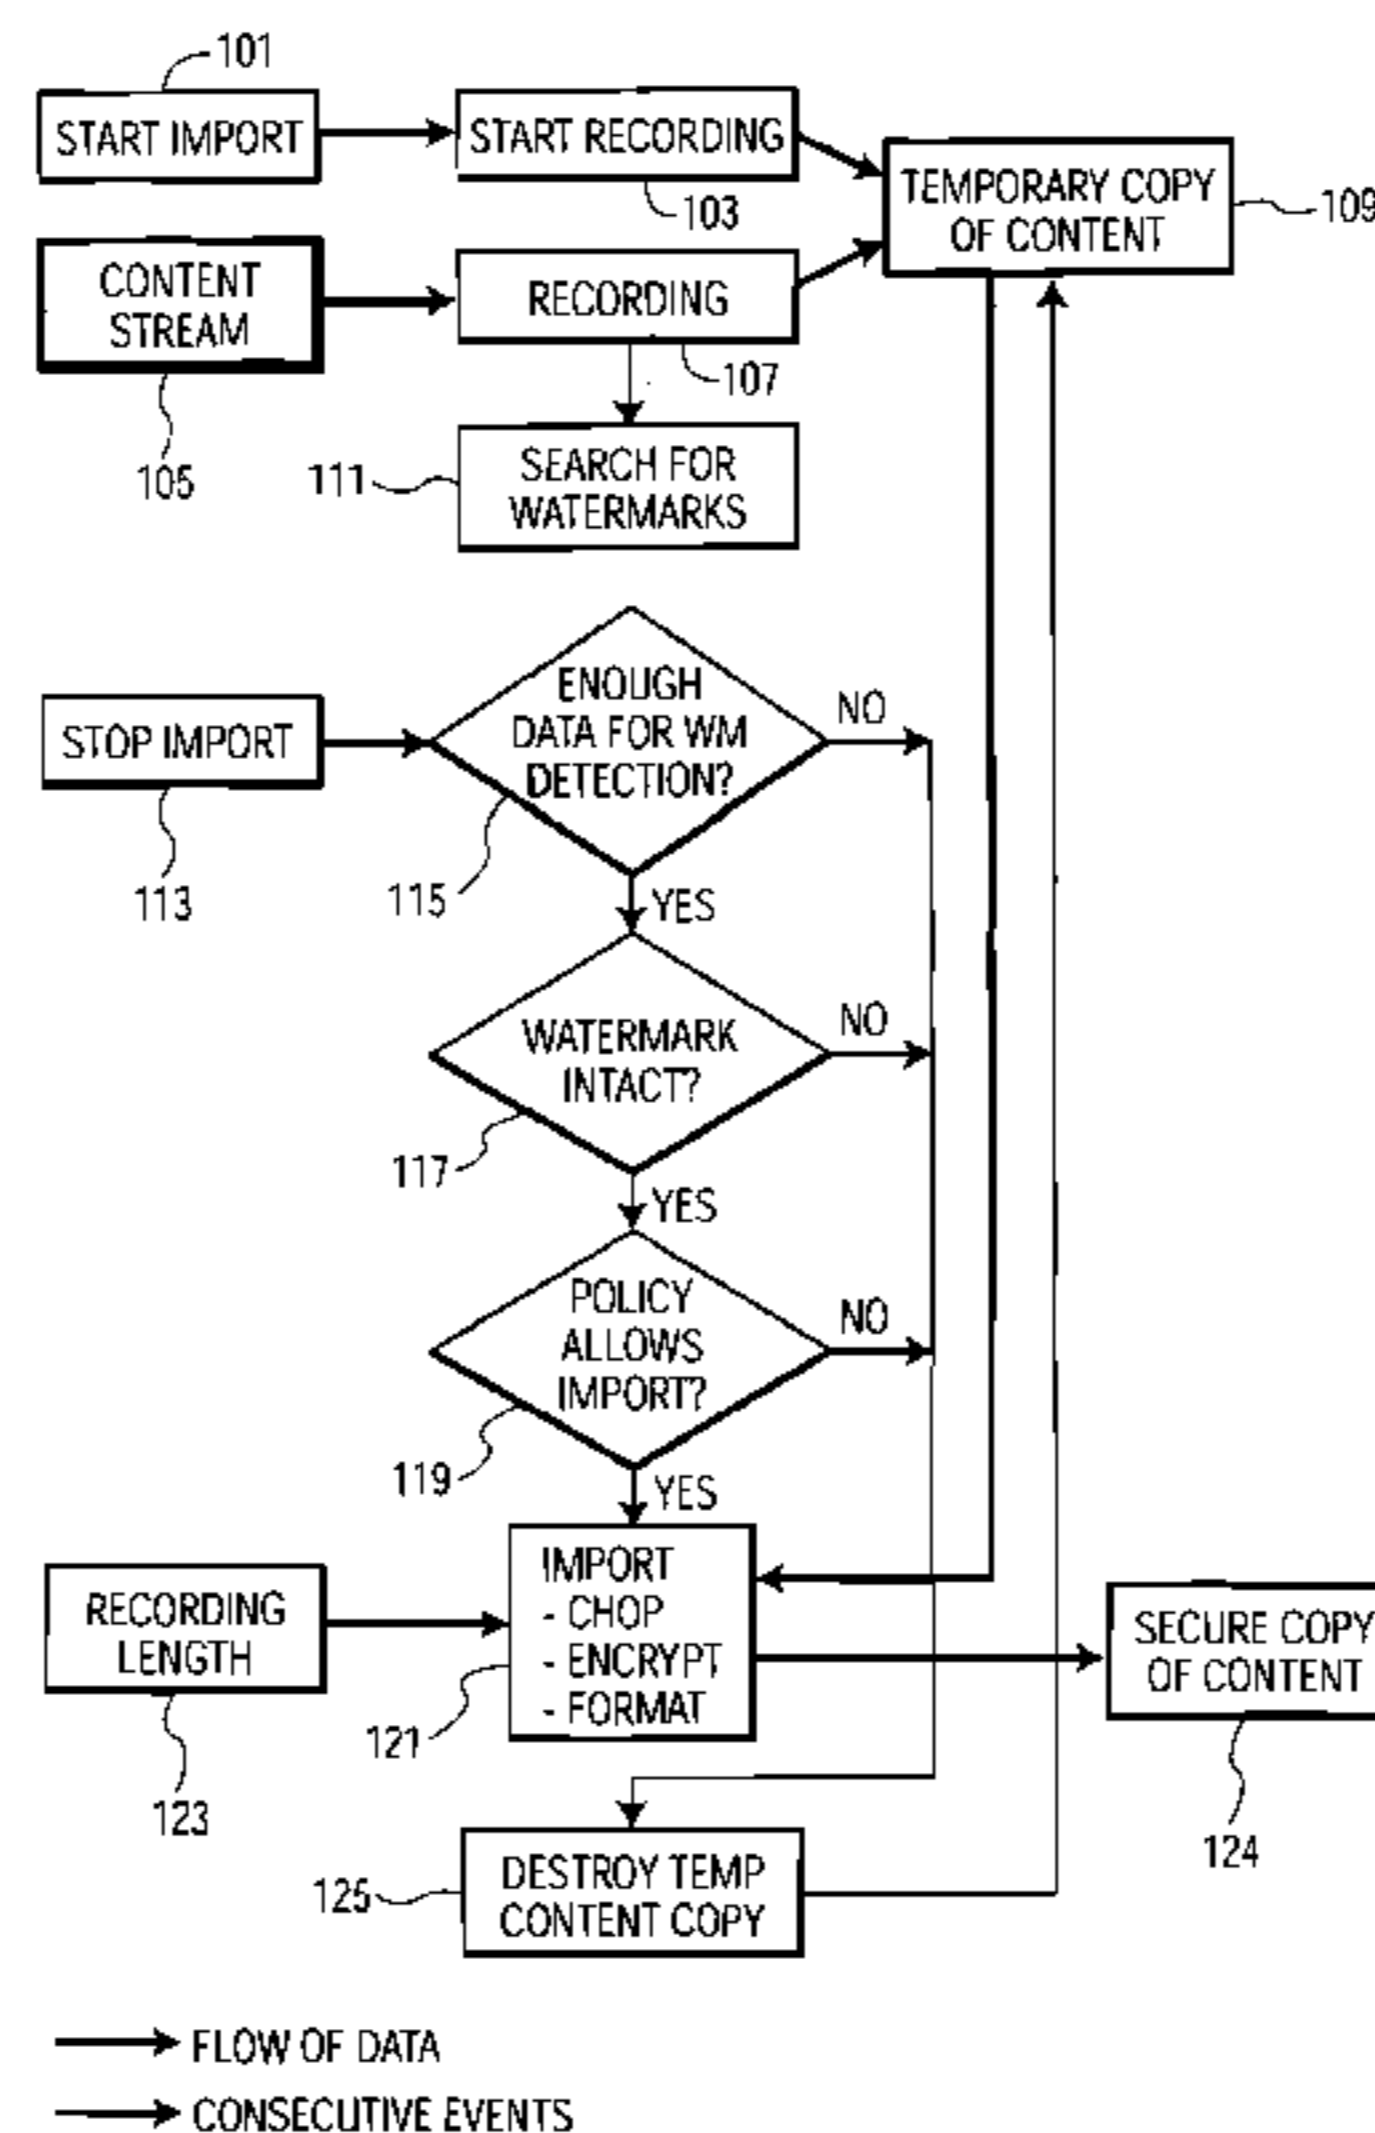 101
START IMPORT
START RECORDING
103
TEMPORARY COPY
OF CONTENT
109
CONTENT
STREAM
105
RECORDING
107
111
SEARCH FOR
WATERMARKS
STOP IMPORT
113
ENOUGH
DATA FOR WM
DETECTION?
115
NO
YES
WATERMARK
INTACT?
117
NO
YES
POLICY
ALLOWS
IMPORT?
119
NO
YES
RECORDING
LENGTH
123
IMPORT
- CHOP
- ENCRYPT
- FORMAT
121
SECURE COPY
OF CONTENT
124
125
DESTROY TEMP
CONTENT COPY
FLOW OF DATA
CONSECUTIVE EVENTS